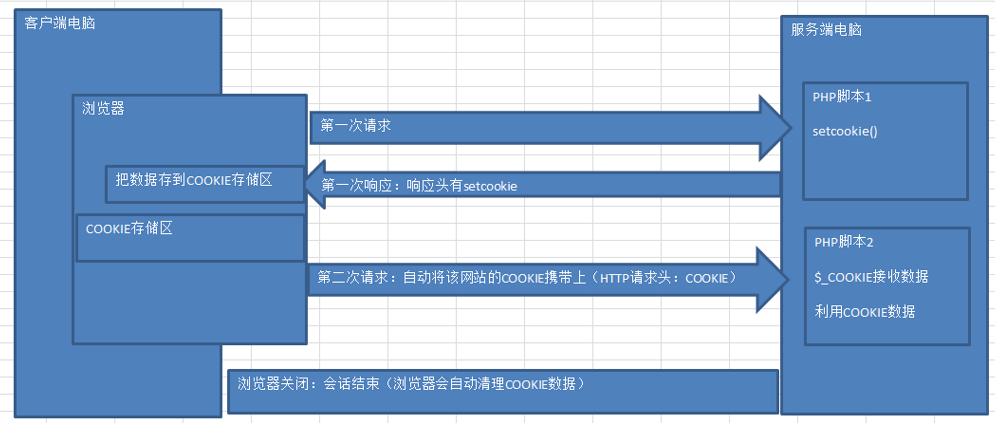 客户端电脑
服务端电脑
浏览器
PHP脚本1
setcookie()
第一次请求
把数据存到COOKIE存储区
第一次响应：响应头有setcookie
COOKIE存储区
PHP脚本2
$_COOKIE接收数据
利用COOKIE数据
第二次请求：自动将该网站的COOKIE携带上（HTTP请求头：COOKIE）
浏览器关闭：会话结束（浏览器会自动清理COOKIE数据）